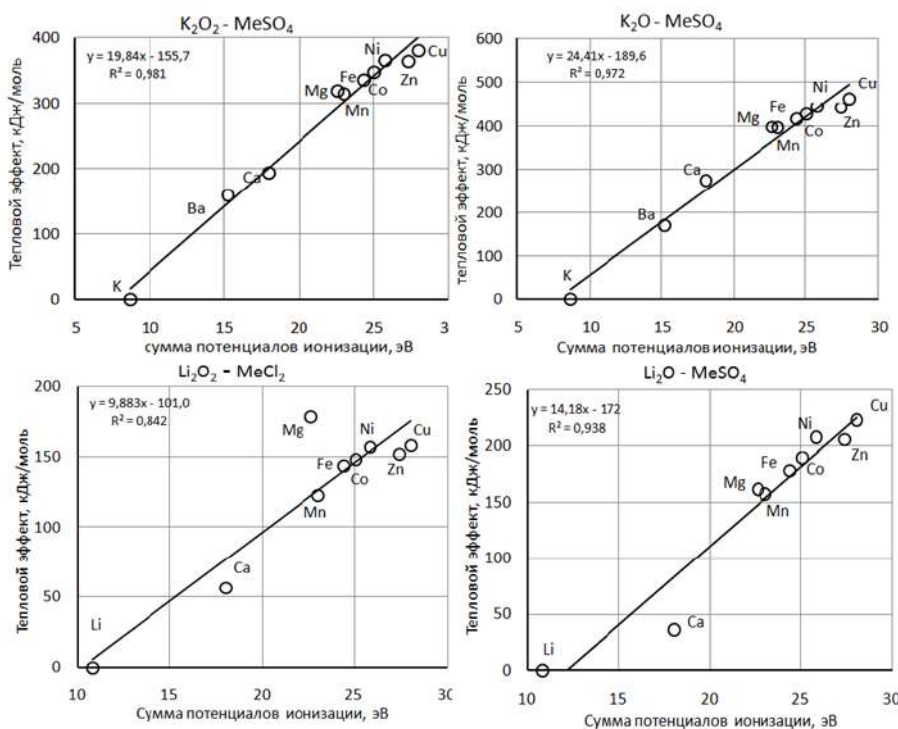 K₂O₂ - MeSO₄
y = 19,84x - 155,7
R² = 0,981
Тепловой эффект, кДж/моль
400
300
200
100
0
K
Ba
Ca
Mg
Mn
Fe
Co
Ni
Zn
Cu
5 10 15 20 25 3
сумма потенциалов ионизации, эВ
K₂O - MeSO₄
y = 24,41x - 189,6
R² = 0,972
тепловой эффект, кДж/моль
600
500
400
300
200
100
0
K
Ba
Ca
Mg
Mn
Fe
Co
Ni
Zn
Cu
5 10 15 20 25 30
Сумма потенциалов ионизации, эВ
Li₂O₂ – MeCl₂
y = 9,883x - 101,0
R² = 0,842
Тепловой эффект, кДж/моль
200
150
100
50
0
Li
Ca
Mg
Mn
Fe
Co
Ni
Zn
Cu
10 15 20 25 30
Сумма потенциалов ионизации, эВ
Li₂O - MeSO₄
y = 14,18x - 172
R² = 0,938
Тепловой эффект, кДж/моль
250
200
150
100
50
0
Li
Ca
Mg
Mn
Fe
Co
Ni
Zn
Cu
10 15 20 25 30
Сумма потенциалов ионизации, эВ